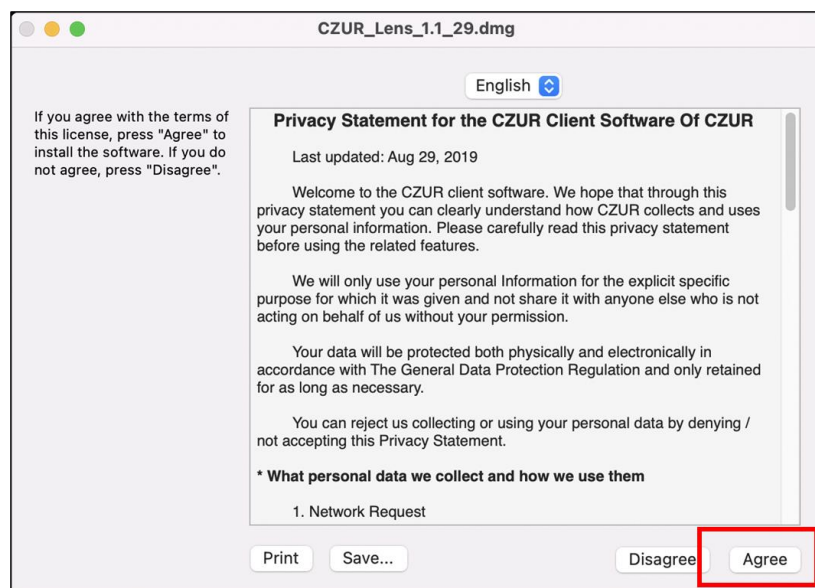 CZUR_Lens_1.1_29.dmg
English
If you agree with the terms of
this license, press "Agree" to
install the software. If you do
not agree, press "Disagree".
Privacy Statement for the CZUR Client Software Of CZUR
Last updated: Aug 29, 2019
Welcome to the CZUR client software. We hope that through this
privacy statement you can clearly understand how CZUR collects and uses
your personal information. Please carefully read this privacy statement
before using the related features.
We will only use your personal Information for the explicit specific
purpose for which it was given and not share it with anyone else who is not
acting on behalf of us without your permission.
Your data will be protected both physically and electronically in
accordance with The General Data Protection Regulation and only retained
for as long as necessary.
You can reject us collecting or using your personal data by denying /
not accepting this Privacy Statement.
* What personal data we collect and how we use them
1. Network Request
Print Save... Disagree Agree